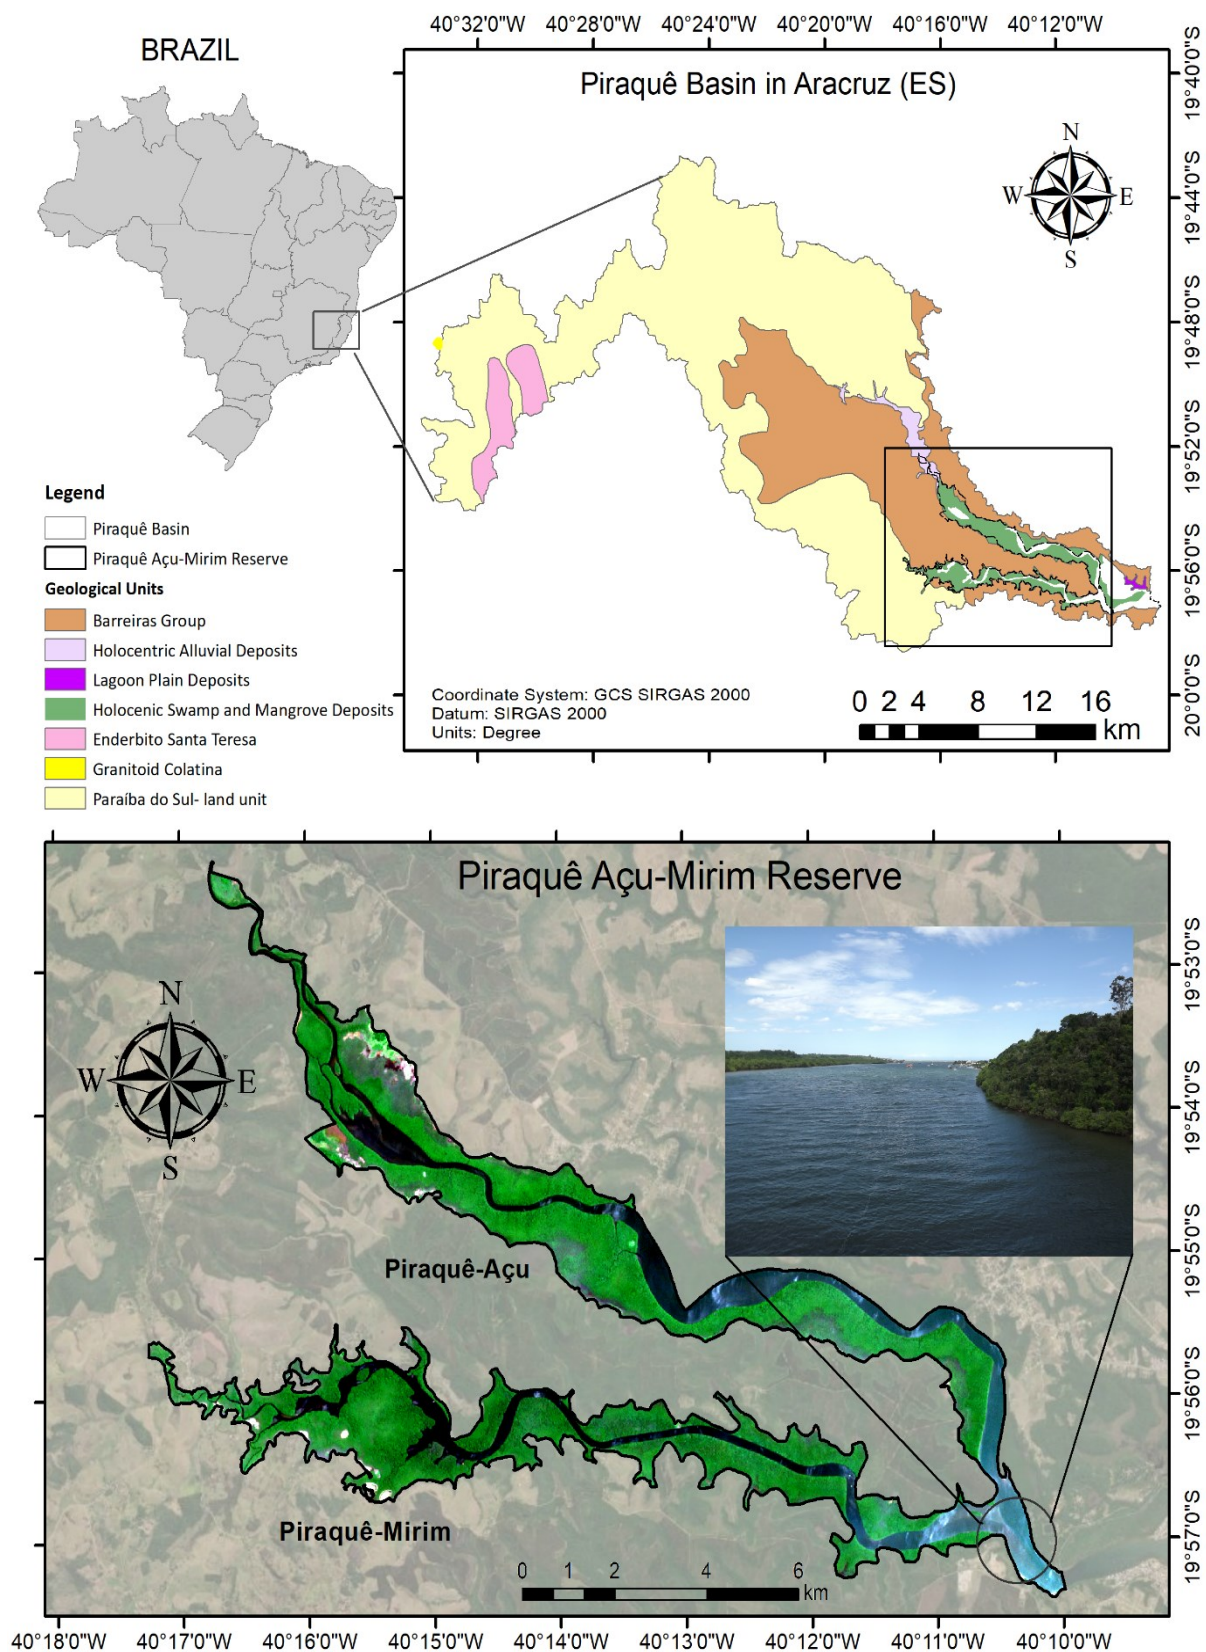 BRAZIL
40°32'0"W 40°28'0"W 40°24'0"W 40°20'0"W 40°16'0"W 40°12'0"W
Piraquê Basin in Aracruz (ES)
N
W E
S
19°40'0"S
19°44'0"S
19°48'0"S
19°52'0"S
19°56'0"S
20°0'0"S
Coordinate System: GCS SIRGAS 2000
Datum: SIRGAS 2000
Units: Degree
0 2 4 8 12 16
km
Legend
Piraquê Basin
Piraquê Açu-Mirim Reserve
Geological Units
Barreiras Group
Holocentric Alluvial Deposits
Lagoon Plain Deposits
Holocenic Swamp and Mangrove Deposits
Enderbito Santa Teresa
Granitoid Colatina
Paraíba do Sul- land unit
Piraquê Açu-Mirim Reserve
N
W E
S
Piraquê-Açu
Piraquê-Mirim
19°53'0"S
19°54'0"S
19°55'0"S
19°56'0"S
19°57'0"S
0 1 2 4 6
km
40°18'0"W 40°17'0"W 40°16'0"W 40°15'0"W 40°14'0"W 40°13'0"W 40°12'0"W 40°11'0"W 40°10'0"W